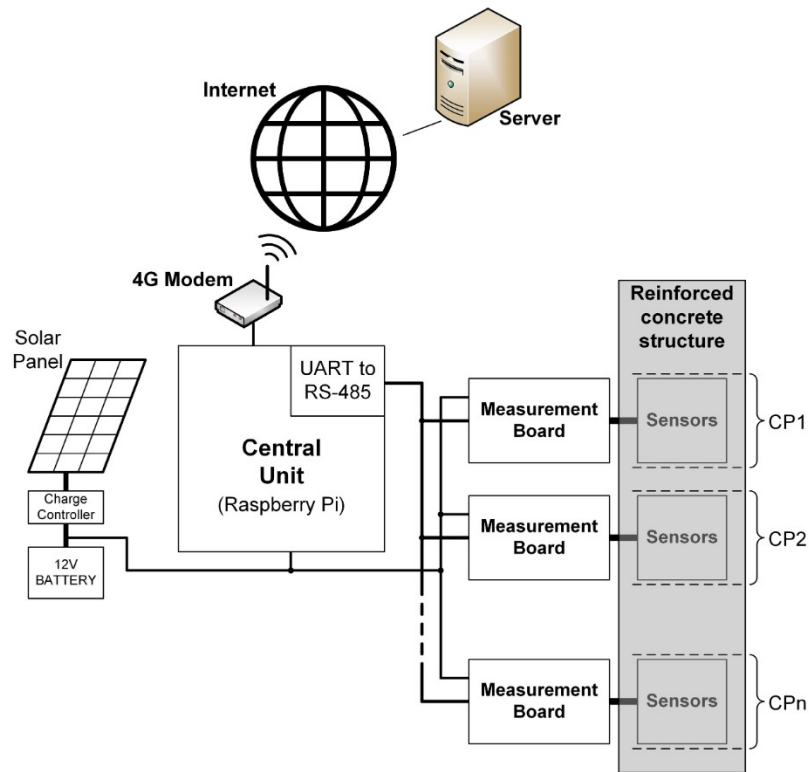 Internet
Server
4G Modem
Solar
Panel
Charge
Controller
12V
BATTERY
UART to
RS-485
Central
Unit
(Raspberry Pi)
Reinforced
concrete
structure
Measurement
Board
Sensors
CP1
Measurement
Board
Sensors
CP2
Measurement
Board
Sensors
CPn